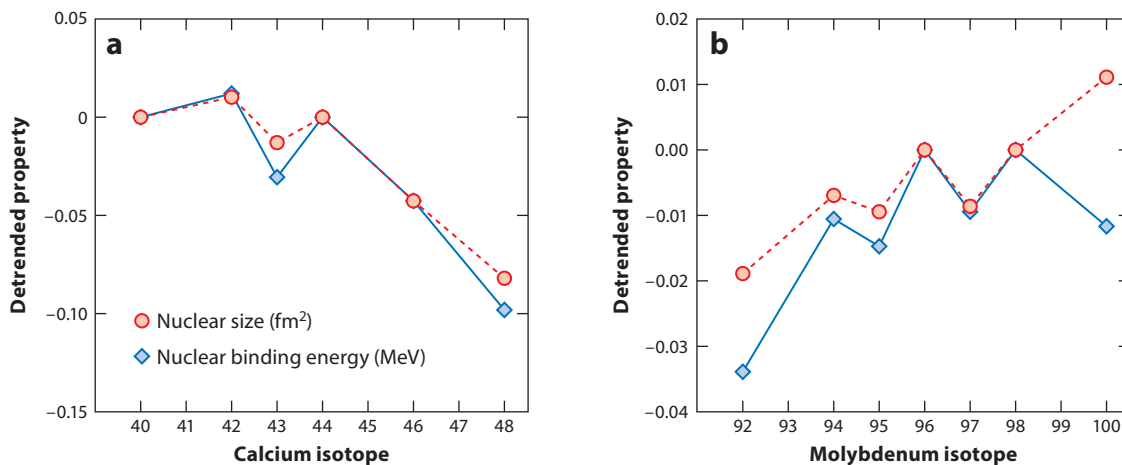 a
0.05
0
−0.05
−0.10
−0.15
Detrended property
Nuclear size (fm²)
Nuclear binding energy (MeV)
40 41 42 43 44 45 46 47 48
Calcium isotope
b
0.02
0.01
0.00
−0.01
−0.02
−0.03
−0.04
Detrended property
92 93 94 95 96 97 98 99 100
Molybdenum isotope